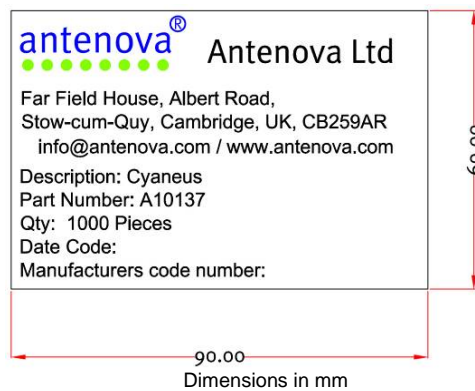 antenova®
Antenova Ltd
Far Field House, Albert Road,
Stow-cum-Quy, Cambridge, UK, CB259AR
info@antenova.com / www.antenova.com
Description: Cyaneus
Part Number: A10137
Qty: 1000 Pieces
Date Code:
Manufacturers code number:
60.00
90.00
Dimensions in mm